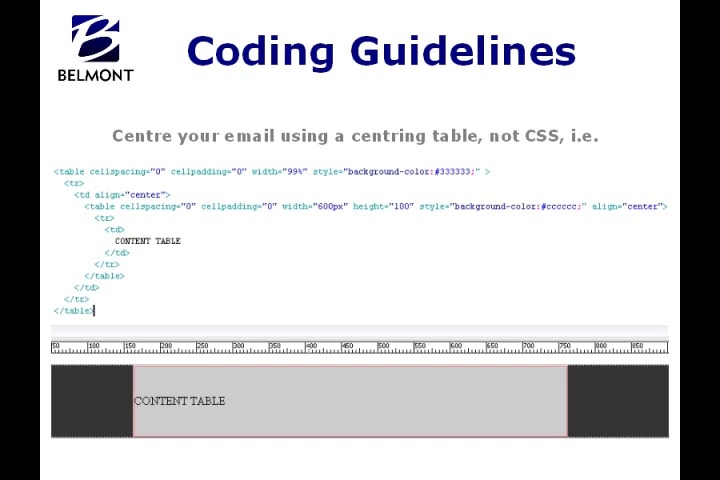 BELMONT
Coding Guidelines
Centre your email using a centring table, not CSS, i.e.
<table cellspacing="0" cellpadding="0" width="99%" style="background-color:#333333;" >
<tr>
<td align="center">
<table cellspacing="0" cellpadding="0" width="600px" height="100" style="background-color:#cccccc;" align="center">
<tr>
<td>
CONTENT TABLE
</td>
</tr>
</table>
</td>
</tr>
</table>
50 100 150 200 250 300 350 400 450 500 550 600 650 700 750 800 850
CONTENT TABLE